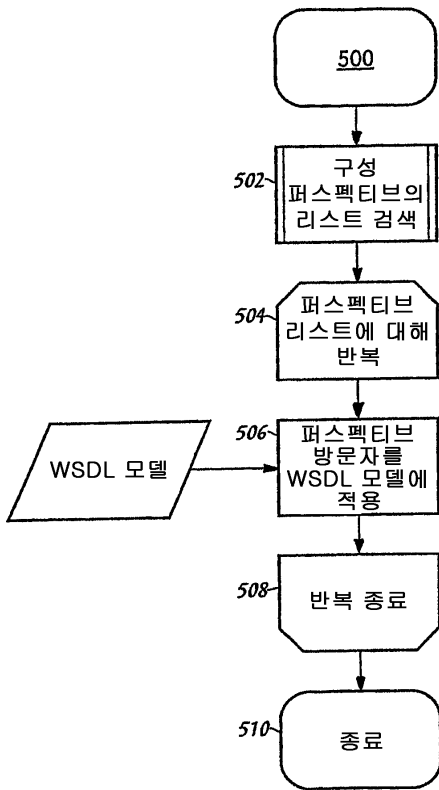 500
502
구성
퍼스펙티브의
리스트 검색
504
퍼스펙티브
리스트에 대해
반복
WSDL 모델
506
퍼스펙티브
방문자를
WSDL 모델에
적용
508
반복 종료
510
종료